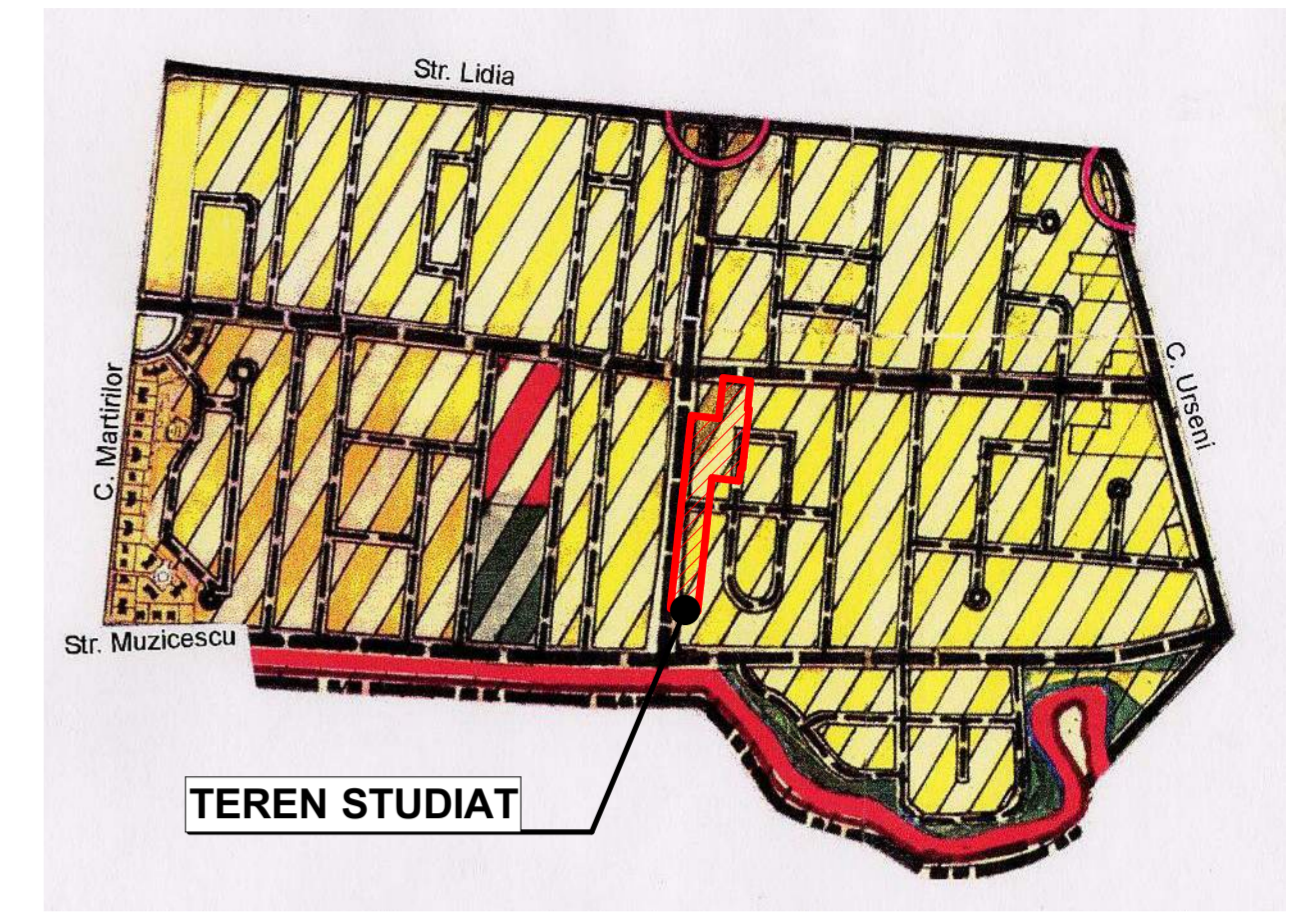 Str. Lidia
C. Martirilor
C. Urseni
Str. Muzicescu
TEREN STUDIAT